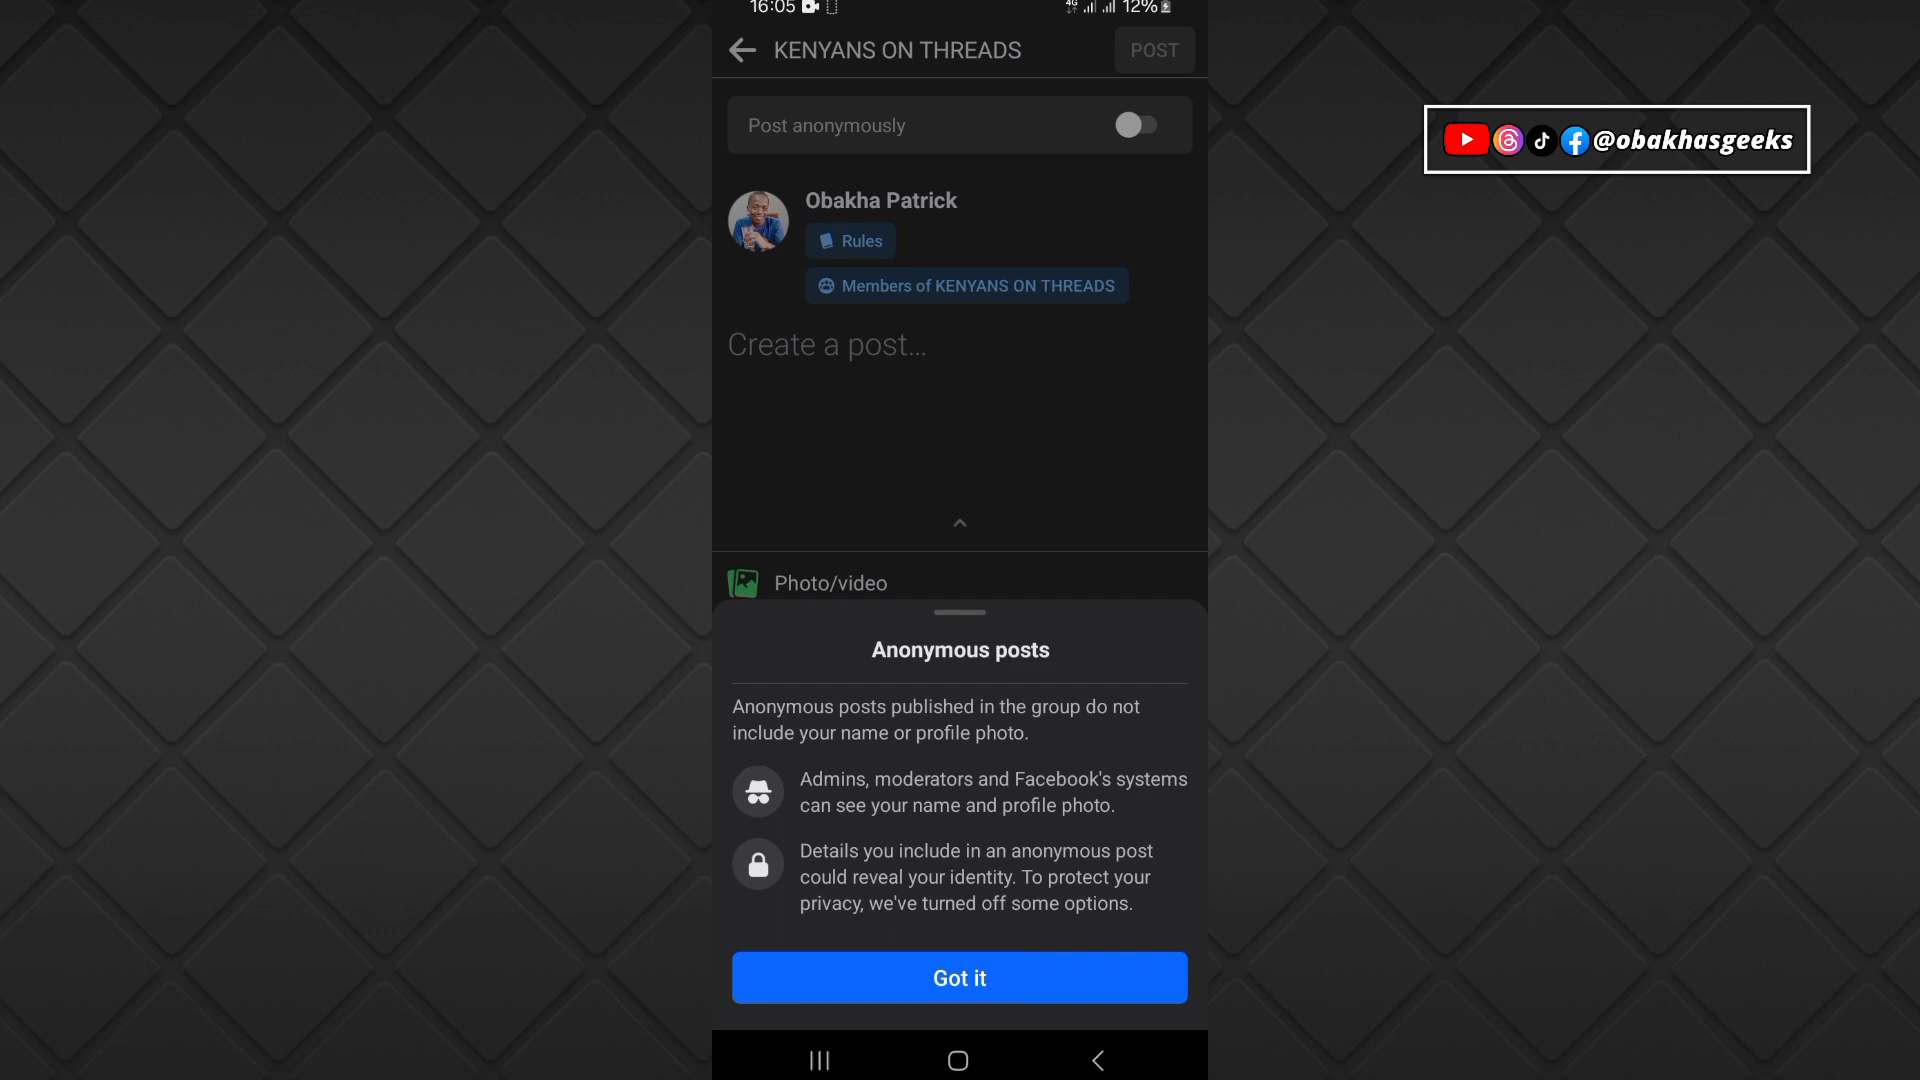 16:05
4G
12%
KENYANS ON THREADS
POST
Post anonymously
@obakhasgeeks
Obakha Patrick
Rules
Members of KENYANS ON THREADS
Create a post...
Photo/video
Anonymous posts
Anonymous posts published in the group do not
include your name or profile photo.
Admins, moderators and Facebook's systems
can see your name and profile photo.
Details you include in an anonymous post
could reveal your identity. To protect your
privacy, we've turned off some options.
Got it